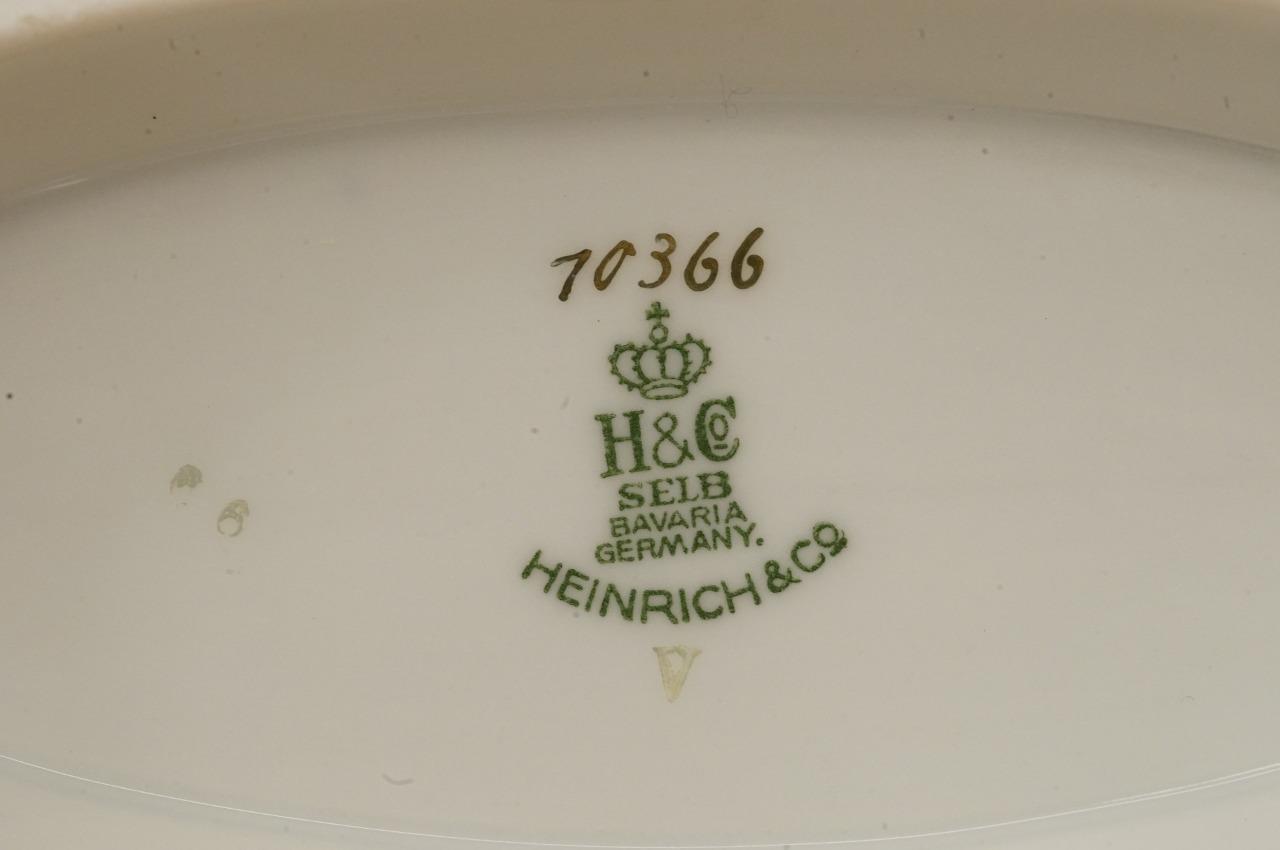 10366
H&Co
SELB
BAVARIA
GERMANY.
HEINRICH & Co
V